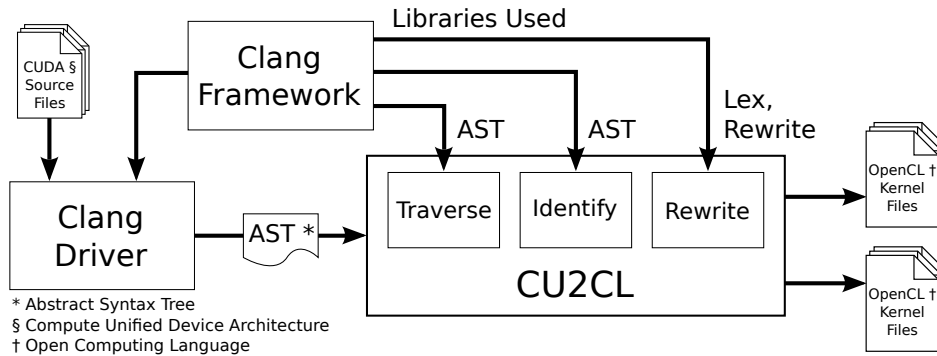 Libraries Used
CUDA §
Source
Files
Clang
Framework
Lex,
Rewrite
AST
AST
OpenCL †
Kernel
Files
Traverse
Identify
Rewrite
Clang
Driver
AST *
CU2CL
OpenCL †
Kernel
Files
* Abstract Syntax Tree
§ Compute Unified Device Architecture
† Open Computing Language